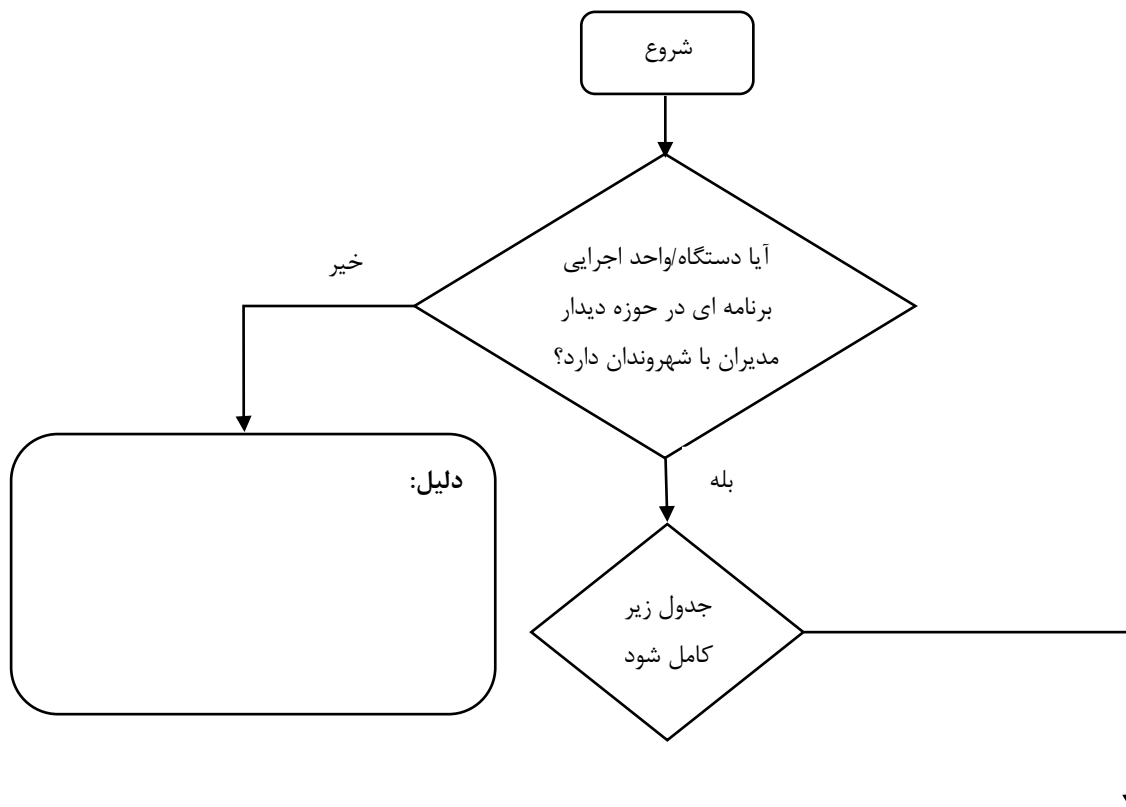 شروع
آیا دستگاه/واحد اجرایی
برنامه ای در حوزه دیدار
مدیران با شهروندان دارد؟
خیر
بله
دلیل:
جدول زیر
کامل شود